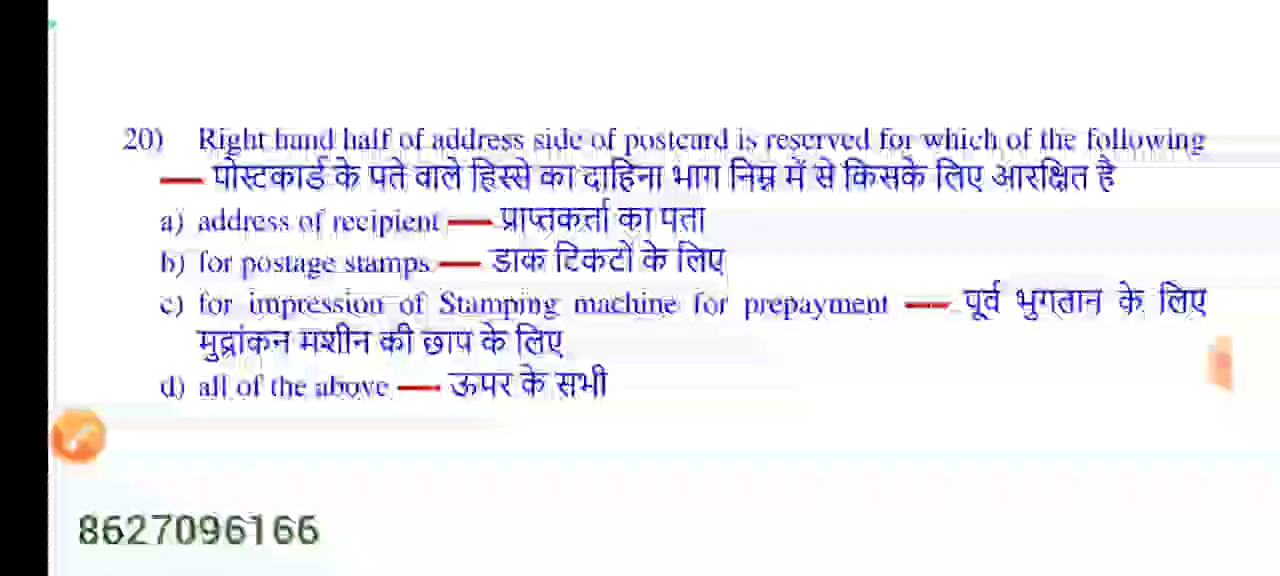 20) Right hand half of address side of postcard is reserved for which of the following
— पोस्टकार्ड के पते वाले हिस्से का दाहिना भाग निम्न में से किसके लिए आरक्षित है
a) address of recipient — प्राप्तकर्ता का पता
b) for postage stamps — डाक टिकटों के लिए
c) for impression of Stamping machine for prepayment — पूर्व भुगतान के लिए
मुद्रांकन मशीन की छाप के लिए
d) all of the above — ऊपर के सभी
8627096166